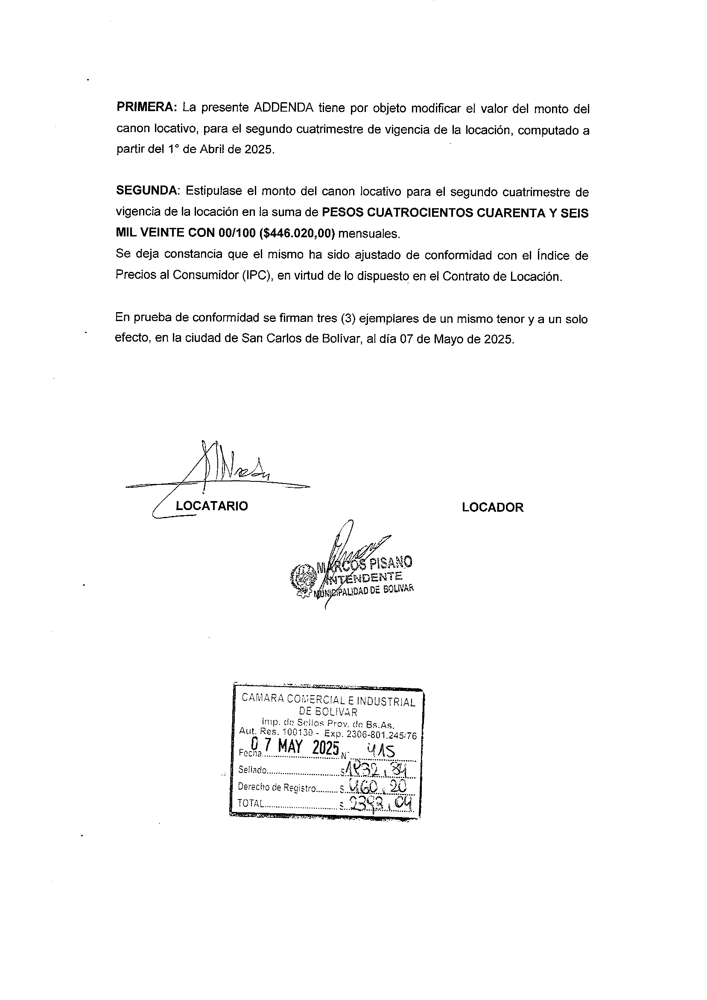 PRIMERA: La presente ADDENDA tiene por objeto modificar el valor del monto del
canon locativo, para el segundo cuatrimestre de vigencia de la locación, computado a
partir del 1° de Abril de 2025.
SEGUNDA: Estipulase el monto del canon locativo para el segundo cuatrimestre de
vigencia de la locación en la suma de PESOS CUATROCIENTOS CUARENTA Y SEIS
MIL VEINTE CON 00/100 ($446.020,00) mensuales.
Se deja constancia que el mismo ha sido ajustado de conformidad con el Índice de
Precios al Consumidor (IPC), en virtud de lo dispuesto en el Contrato de Locación.
En prueba de conformidad se firman tres (3) ejemplares de un mismo tenor y a un solo
efecto, en la ciudad de San Carlos de Bolívar, al día 07 de Mayo de 2025.
LOCATARIO LOCADOR
MARCOS PISANO
INTENDENTE
MUNICIPALIDAD DE BOLIVAR
CAMARA COMERCIAL E INDUSTRIAL
DE BOLIVAR
Imp. de Sellos Prov. de Bs.As.
Aut. Res. 100130 - Exp. 2306-801.245/76
Fecha 07 MAY 2025 N° 415
Sellado $ 1932,84
Derecho de Registro $ 460,20
TOTAL $ 2393,04